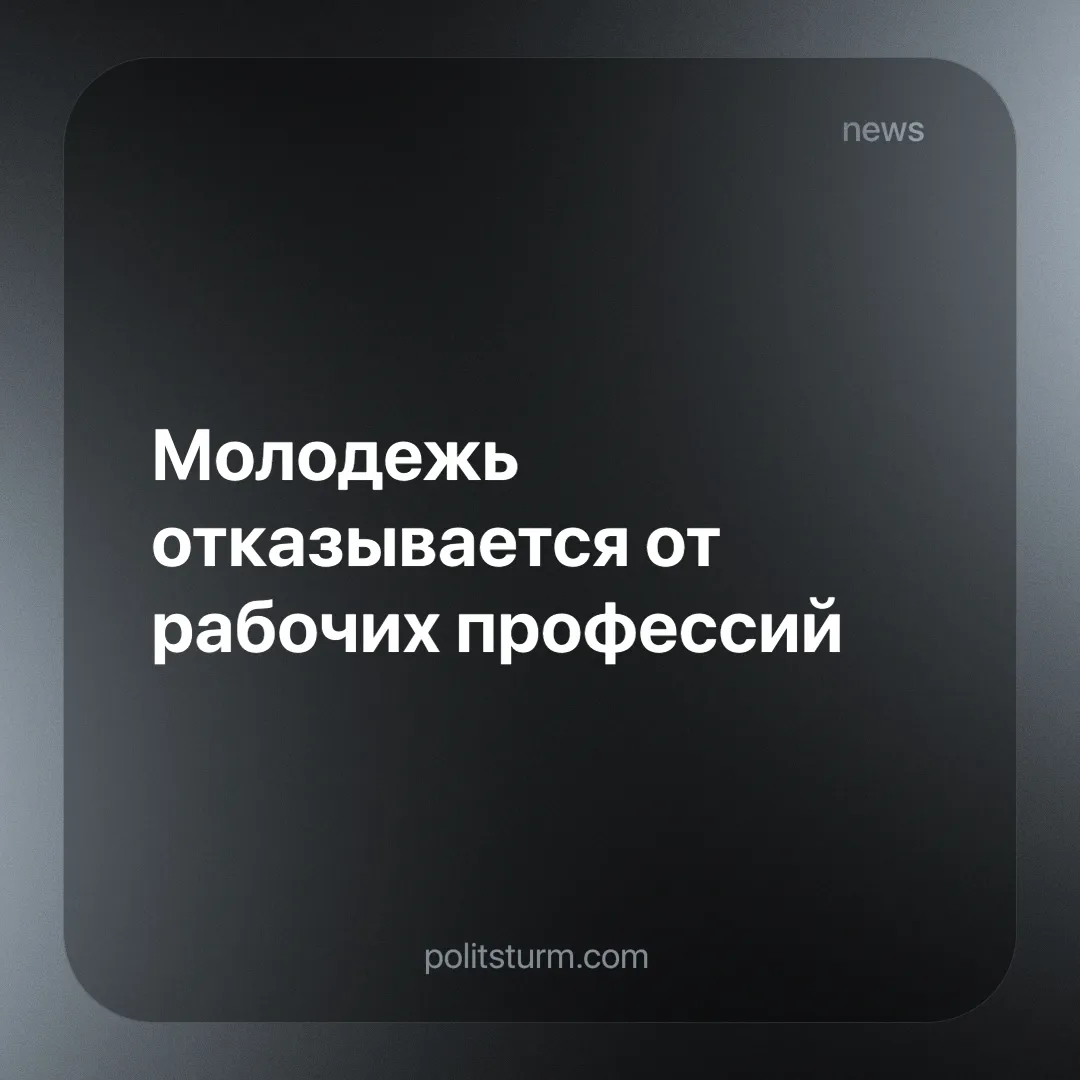 news
Молодежь
отказывается от
рабочих профессий
politsturm.com